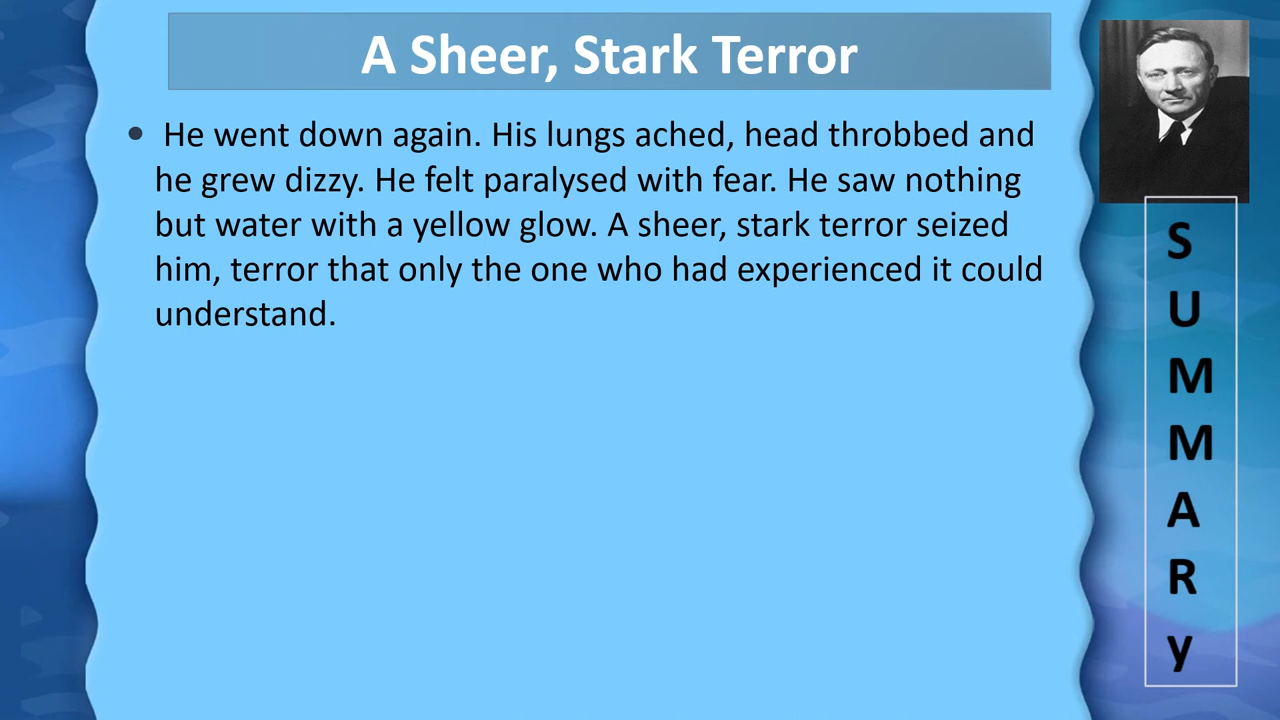 A Sheer, Stark Terror
• He went down again. His lungs ached, head throbbed and
he grew dizzy. He felt paralysed with fear. He saw nothing
but water with a yellow glow. A sheer, stark terror seized
him, terror that only the one who had experienced it could
understand.
S
U
M
M
A
R
y